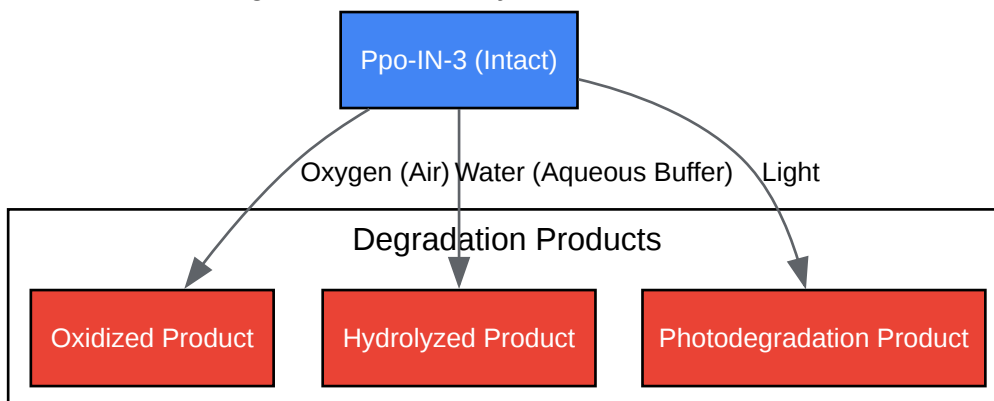 Ppo-IN-3 (Intact)
Oxygen (Air)
Water (Aqueous Buffer)
Light
Degradation Products
Oxidized Product
Hydrolyzed Product
Photodegradation Product